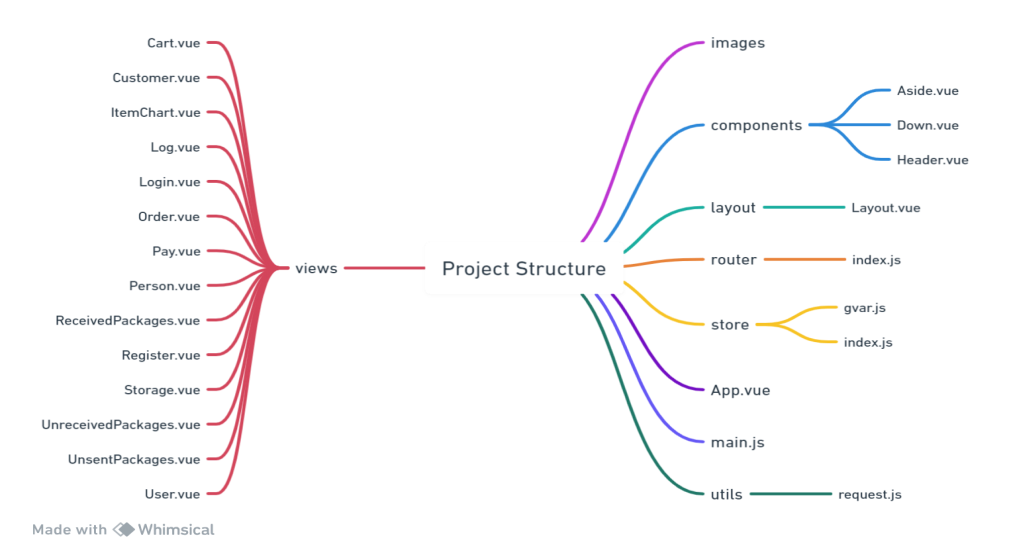 Cart.vue
Customer.vue
ItemChart.vue
Log.vue
Login.vue
Order.vue
Pay.vue
Person.vue
ReceivedPackages.vue
Register.vue
Storage.vue
UnreceivedPackages.vue
UnsentPackages.vue
User.vue
views
Project Structure
images
components
Aside.vue
Down.vue
Header.vue
layout
Layout.vue
router
index.js
store
gvar.js
index.js
App.vue
main.js
utils
request.js
Made with Whimsical